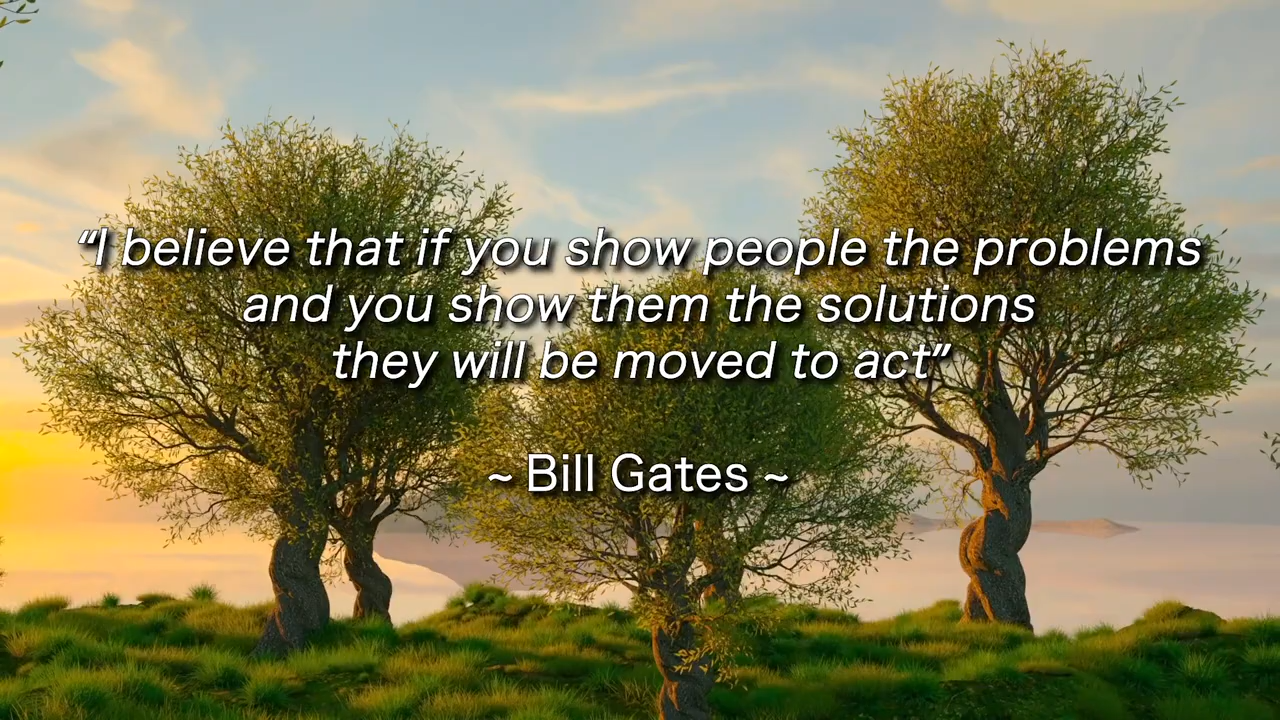 “I believe that if you show people the problems
and you show them the solutions
they will be moved to act”
~ Bill Gates ~